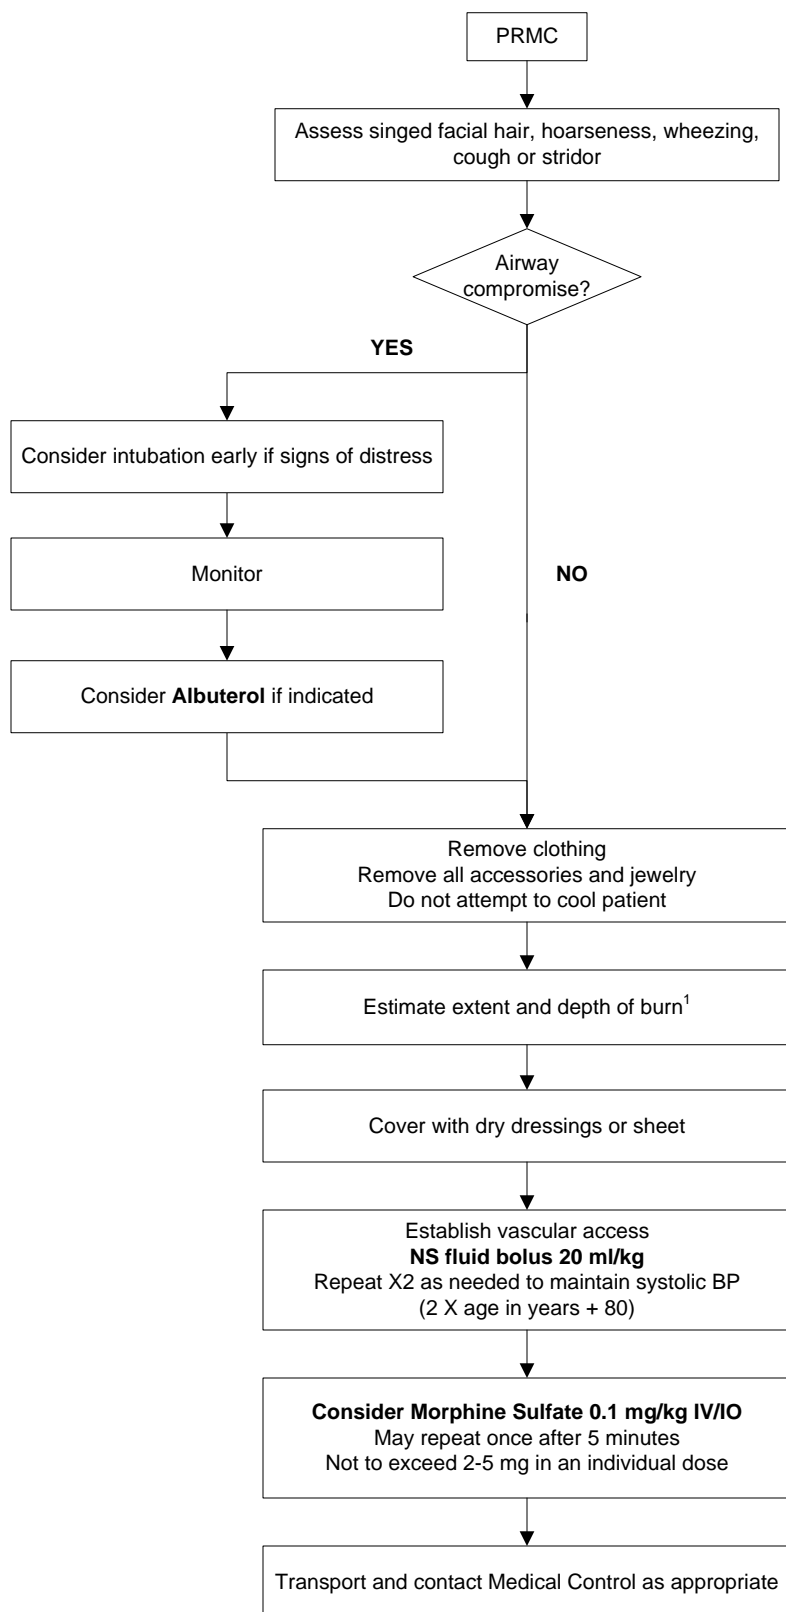 PRMC
Assess singed facial hair, hoarseness, wheezing,
cough or stridor
Airway
compromise?
YES
Consider intubation early if signs of distress
Monitor
NO
Consider Albuterol if indicated
Remove clothing
Remove all accessories and jewelry
Do not attempt to cool patient
Estimate extent and depth of burn1
Cover with dry dressings or sheet
Establish vascular access
NS fluid bolus 20 ml/kg
Repeat X2 as needed to maintain systolic BP
(2 X age in years + 80)
Consider Morphine Sulfate 0.1 mg/kg IV/IO
May repeat once after 5 minutes
Not to exceed 2-5 mg in an individual dose
Transport and contact Medical Control as appropriate